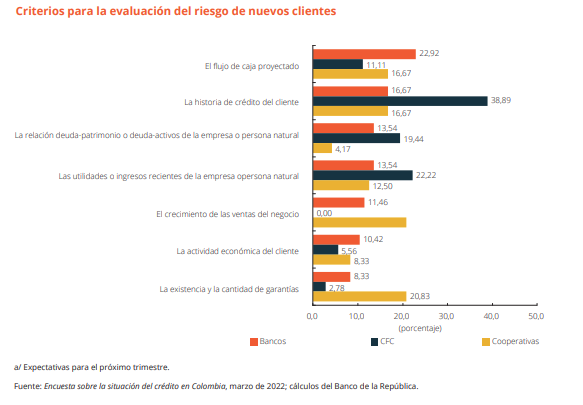 Criterios para la evaluación del riesgo de nuevos clientes
El flujo de caja proyectado
22,92
11,11
16,67
La historia de crédito del cliente
16,67
38,89
16,67
La relación deuda-patrimonio o deuda-activos de la empresa o persona natural
13,54
19,44
4,17
Las utilidades o ingresos recientes de la empresa opersona natural
13,54
22,22
12,50
El crecimiento de las ventas del negocio
11,46
0,00
La actividad económica del cliente
10,42
5,56
8,33
La existencia y la cantidad de garantías
8,33
2,78
20,83
0,0 10,0 20,0 30,0 40,0 50,0
(porcentaje)
Bancos CFC Cooperativas
a/ Expectativas para el próximo trimestre.
Fuente: Encuesta sobre la situación del crédito en Colombia, marzo de 2022; cálculos del Banco de la República.